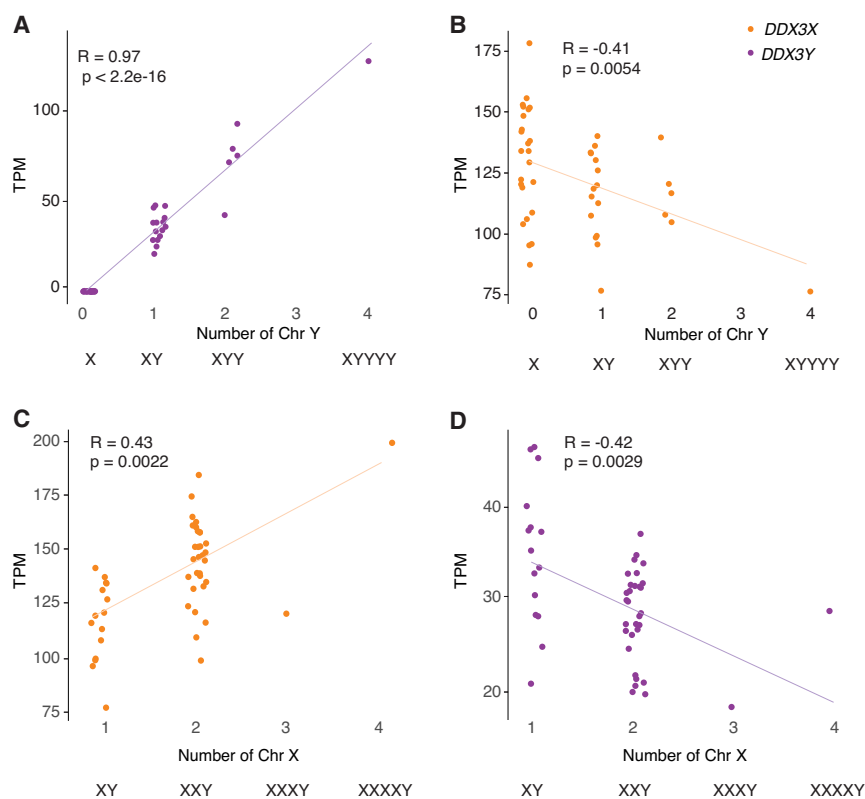 A
R = 0.97
p < 2.2e-16
TPM
100
50
0
0 1 2 3 4
Number of Chr Y
X XY XYY XYYYY
B
R = -0.41
p = 0.0054
DDX3X
DDX3Y
TPM
175
150
125
100
75
0 1 2 3 4
Number of Chr Y
X XY XYY XYYYY
C
R = 0.43
p = 0.0022
TPM
200
175
150
125
100
75
1 2 3 4
Number of Chr X
XY XXY XXXY XXXXY
D
R = -0.42
p = 0.0029
TPM
40
30
20
1 2 3 4
Number of Chr X
XY XXY XXXY XXXXY